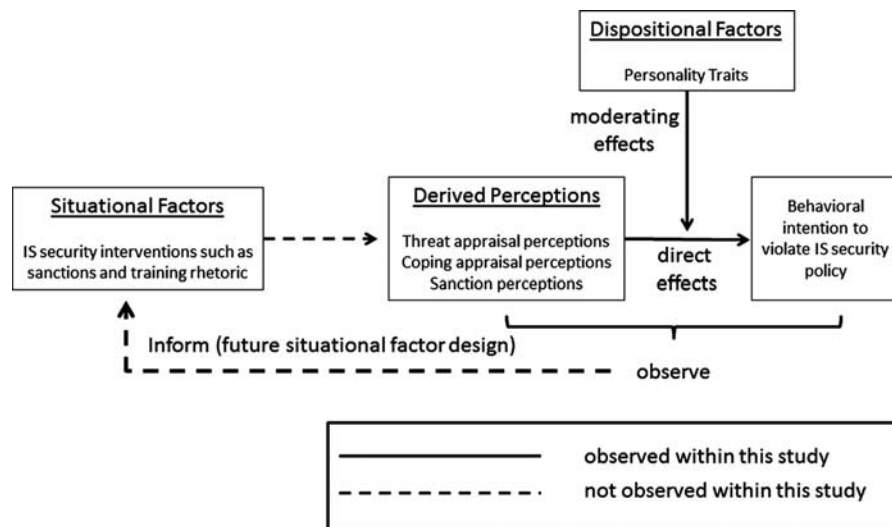 Dispositional Factors
Personality Traits
moderating
effects
Situational Factors
IS security interventions such as
sanctions and training rhetoric
Derived Perceptions
Threat appraisal perceptions
Coping appraisal perceptions
Sanction perceptions
direct
effects
Behavioral
intention to
violate IS security
policy
Inform (future situational factor design)
observe
observed within this study
not observed within this study